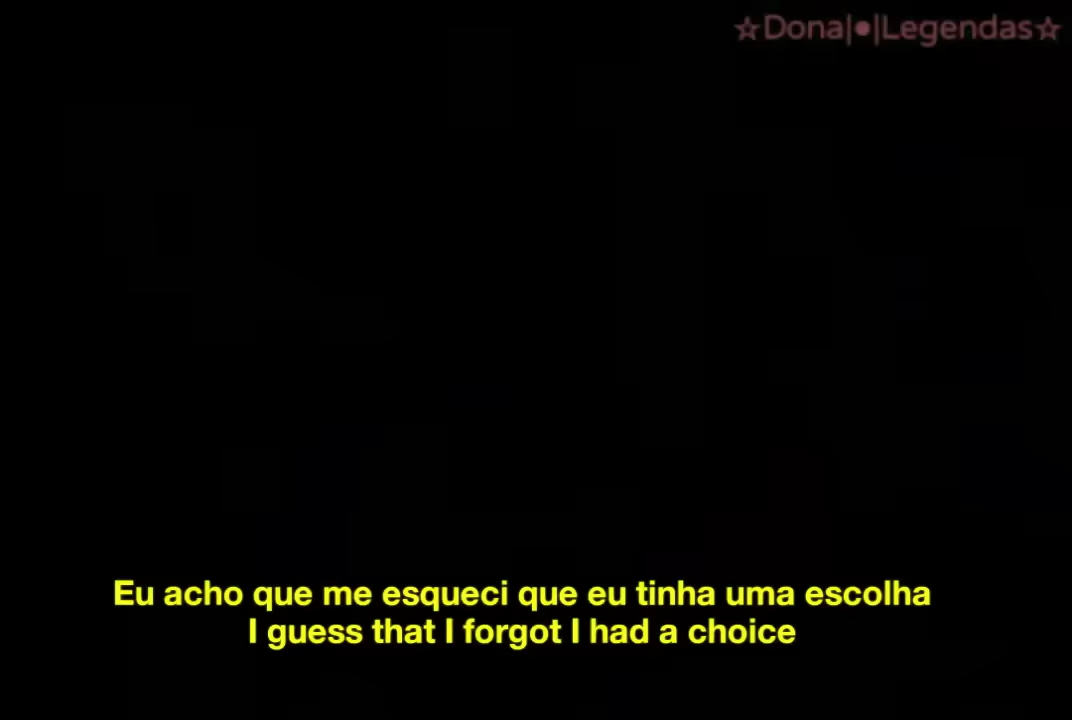 ☆Dona|•|Legendas☆
Eu acho que me esqueci que eu tinha uma escolha
I guess that I forgot I had a choice